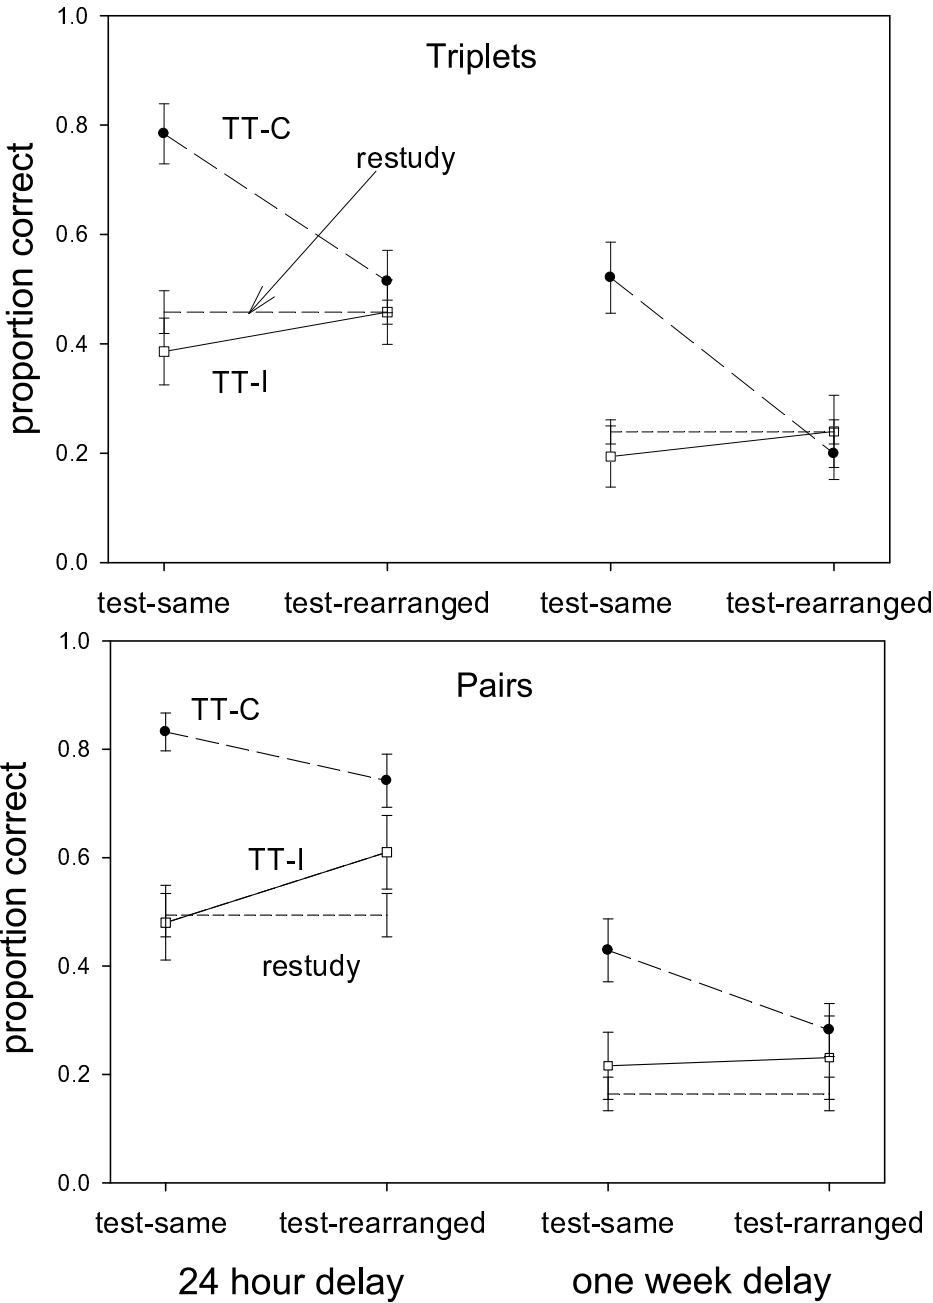 1.0
Triplets
0.8
TT-C
restudy
proportion correct
0.6
0.4
TT-I
0.2
0.0
test-same test-rearranged test-same test-rearranged
1.0
Pairs
TT-C
0.8
proportion correct
TT-I
0.6
restudy
0.4
0.2
0.0
test-same test-rearranged test-same test-rarranged
24 hour delay one week delay